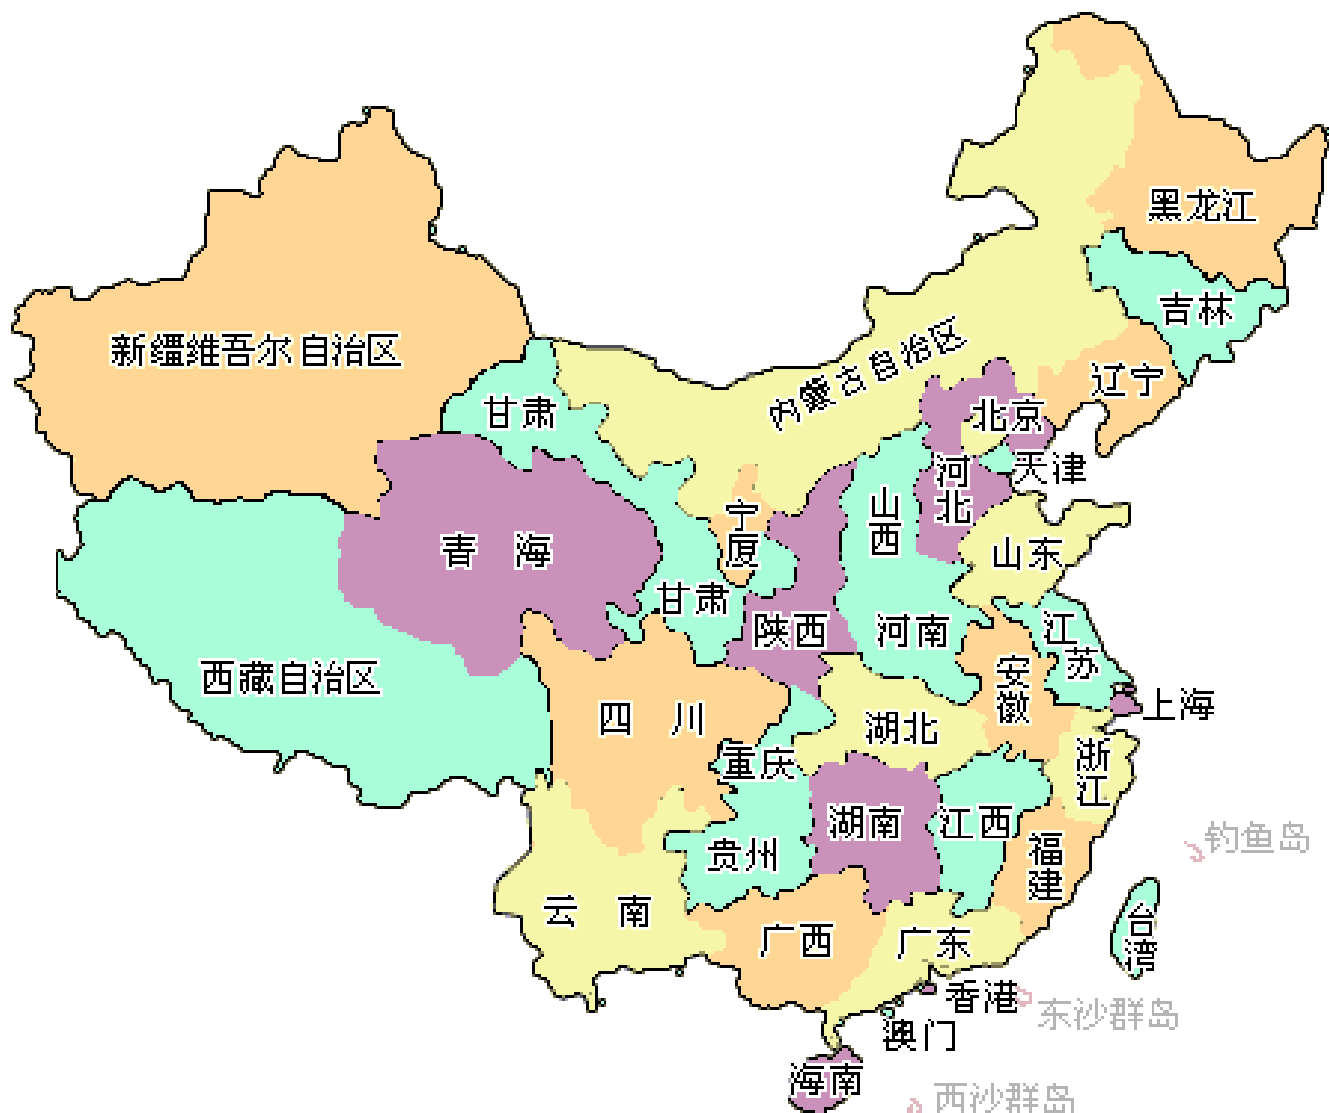 黑龙江
吉林
新疆维吾尔自治区
内蒙古自治区
辽宁
甘肃
北京
天津
河北
山西
宁厦
青海
山东
甘肃
陕西
河南
江苏
西藏自治区
安徽
上海
四川
湖北
重庆
浙江
湖南
江西
钓鱼岛
贵州
福建
云南
台湾
广西
广东
香港
东沙群岛
澳门
海南
西沙群岛